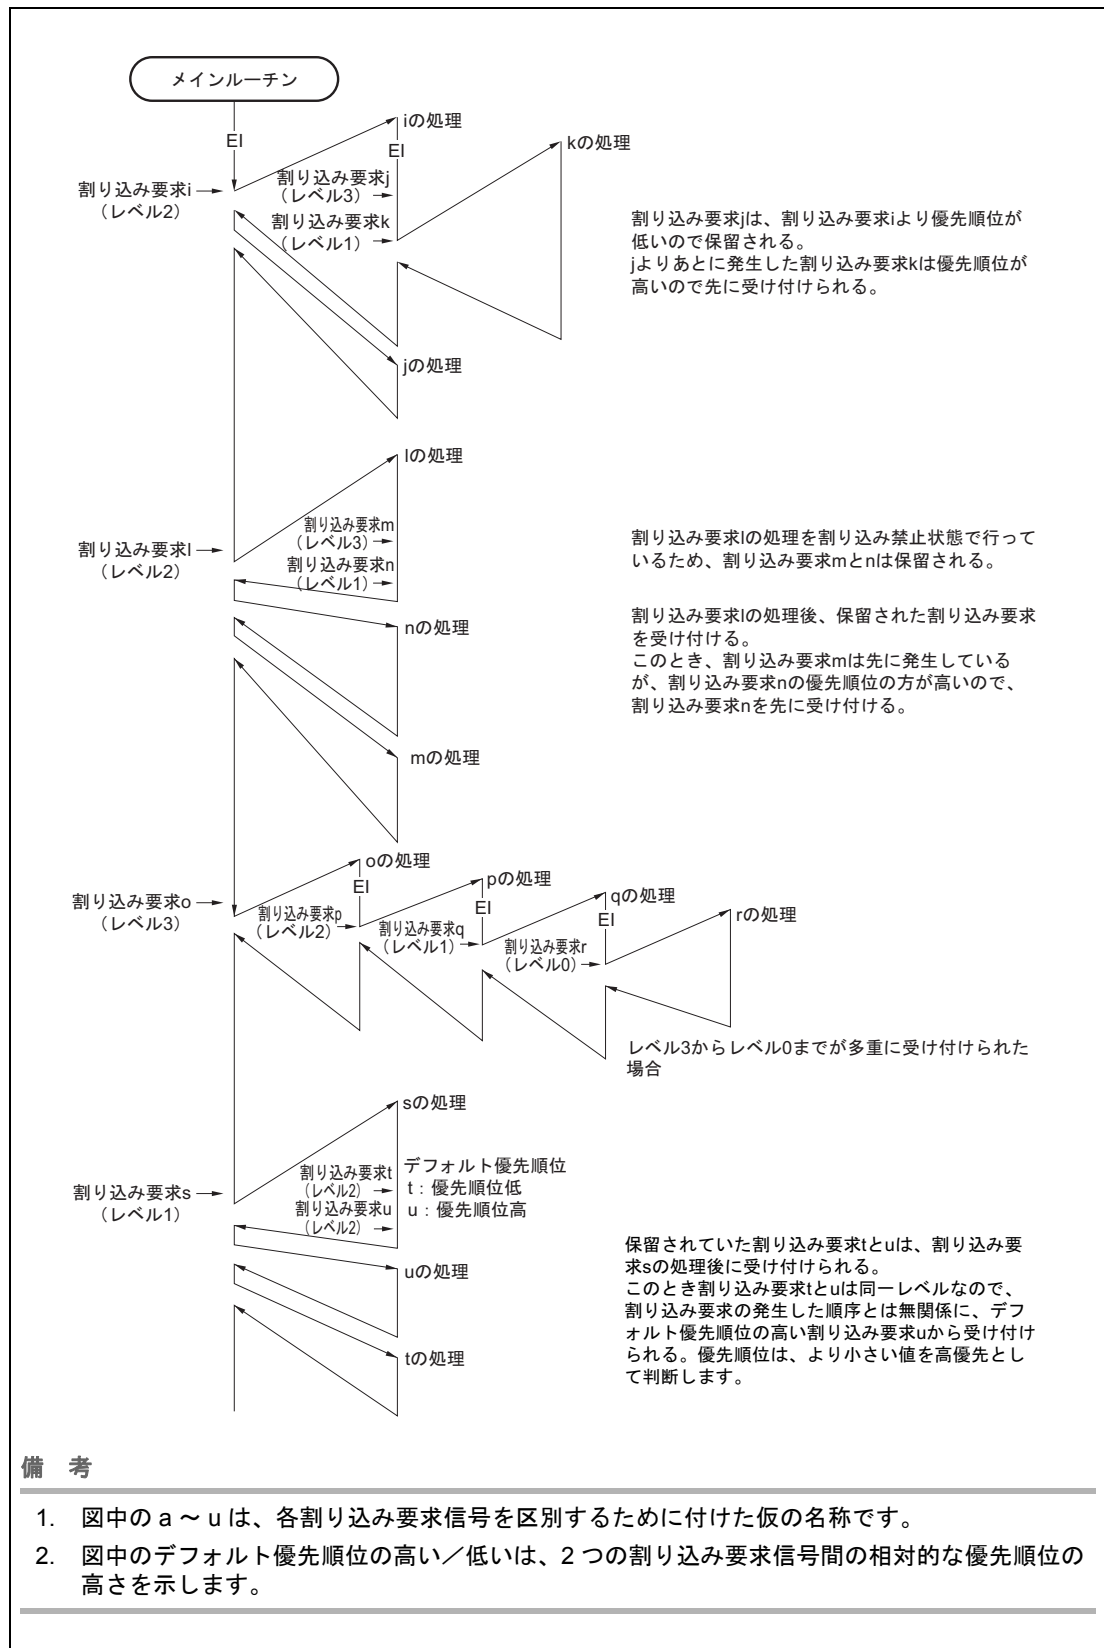 メインルーチン
EI
割り込み要求i
（レベル2）
iの処理
EI
割り込み要求j
（レベル3）
割り込み要求k
（レベル1）
kの処理
jの処理
割り込み要求jは、割り込み要求iより優先順位が
低いので保留される。
jよりあとに発生した割り込み要求kは優先順位が
高いので先に受け付けられる。
割り込み要求l
（レベル2）
lの処理
割り込み要求m
（レベル3）
割り込み要求n
（レベル1）
nの処理
mの処理
割り込み要求lの処理を割り込み禁止状態で行って
いるため、割り込み要求mとnは保留される。
割り込み要求lの処理後、保留された割り込み要求
を受け付ける。
このとき、割り込み要求mは先に発生している
が、割り込み要求nの優先順位の方が高いので、
割り込み要求nを先に受け付ける。
割り込み要求o
（レベル3）
oの処理
EI
割り込み要求p
（レベル2）
pの処理
EI
割り込み要求q
（レベル1）
qの処理
EI
割り込み要求r
（レベル0）
rの処理
レベル3からレベル0までが多重に受け付けられた
場合
割り込み要求s
（レベル1）
sの処理
割り込み要求t
（レベル2）
割り込み要求u
（レベル2）
デフォルト優先順位
t：優先順位低
u：優先順位高
uの処理
tの処理
保留されていた割り込み要求tとuは、割り込み要
求sの処理後に受け付けられる。
このとき割り込み要求tとuは同一レベルなので、
割り込み要求の発生した順序とは無関係に、デフ
ォルト優先順位の高い割り込み要求uから受け付け
られる。優先順位は、より小さい値を高優先とし
て判断します。
備 考
1. 図中の a ～ u は、各割り込み要求信号を区別するために付けた仮の名称です。
2. 図中のデフォルト優先順位の高い／低いは、2 つの割り込み要求信号間の相対的な優先順位の
高さを示します。